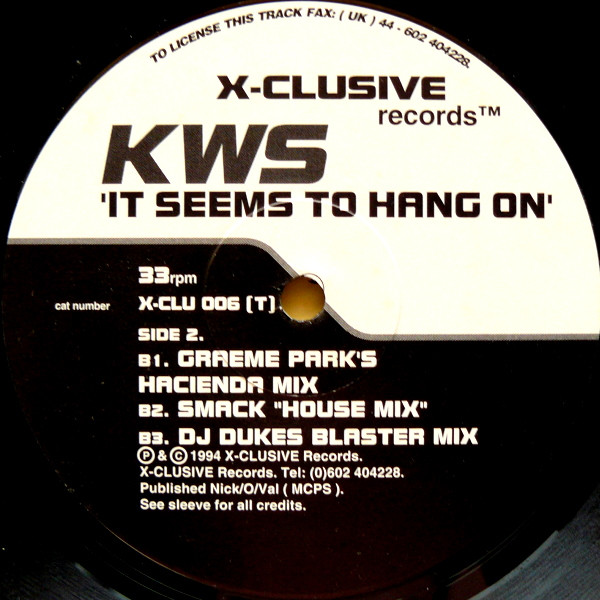 TO LICENSE THIS TRACK FAX: ( UK ) 44 - 602 404228.
X-CLUSIVE
records™
KWS
'IT SEEMS TO HANG ON'
33rpm
cat number X-CLU 006 (T).
SIDE 2.
B1. GRAEME PARK'S
HACIENDA MIX
B2. SMACK "HOUSE MIX"
B3. DJ DUKES BLASTER MIX
Ⓟ & © 1994 X-CLUSIVE Records.
X-CLUSIVE Records. Tel: (0)602 404228.
Published Nick/O/Val ( MCPS ).
See sleeve for all credits.